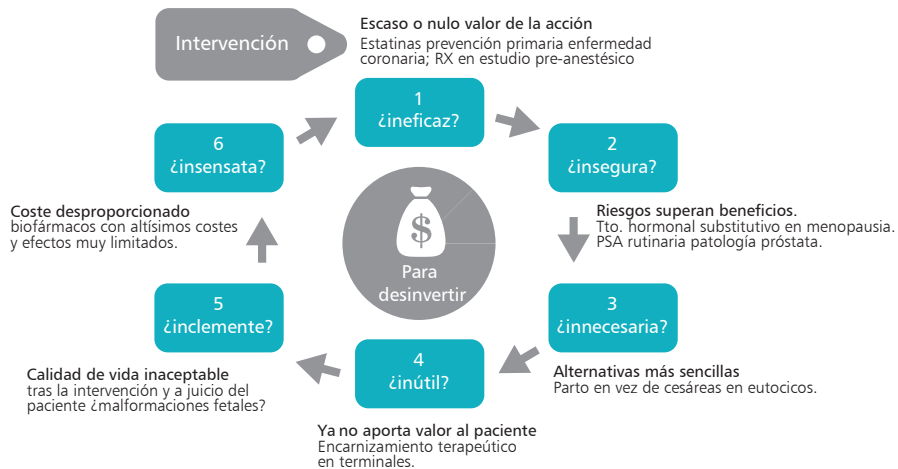 Intervención
Escaso o nulo valor de la acción
Estatinas prevención primaria enfermedad
coronaria; RX en estudio pre-anestésico
1
¿ineficaz?
2
¿insegura?
Riesgos superan beneficios.
Tto. hormonal substitutivo en menopausia.
PSA rutinaria patología próstata.
3
¿innecesaria?
Alternativas más sencillas
Parto en vez de cesáreas en eutocicos.
4
¿inútil?
Ya no aporta valor al paciente
Encarnizamiento terapéutico
en terminales.
5
¿inclemente?
Calidad de vida inaceptable
tras la intervención y a juicio del
paciente ¿malformaciones fetales?
6
¿insensata?
Coste desproporcionado
biofármacos con altísimos costes
y efectos muy limitados.
$
Para
desinvertir